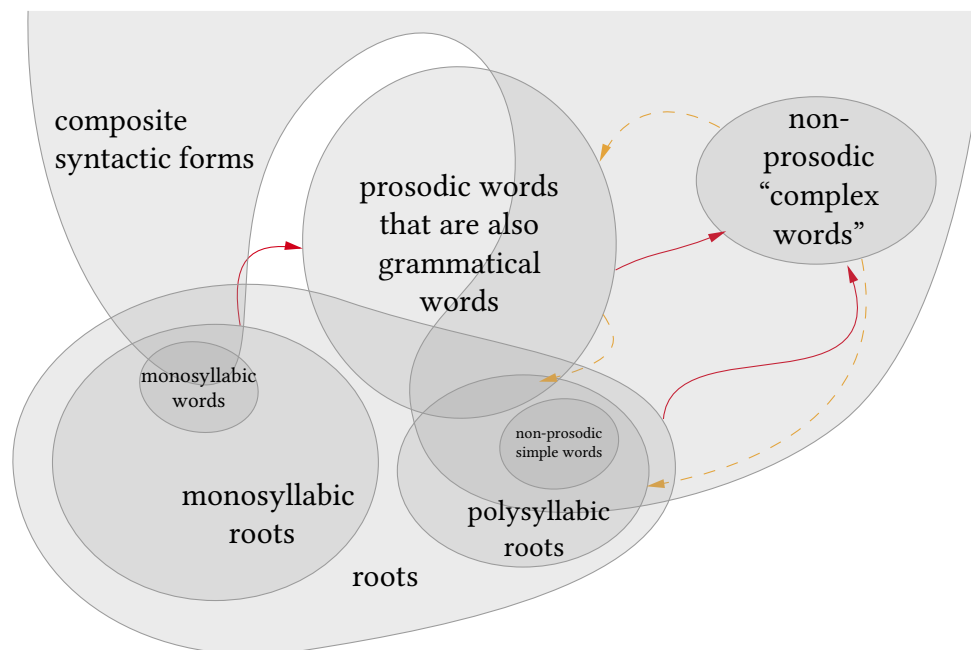 composite
syntactic forms
prosodic words
that are also
grammatical
words
non-
prosodic
“complex
words”
monosyllabic
words
non-prosodic
simple words
monosyllabic
roots
polysyllabic
roots
roots